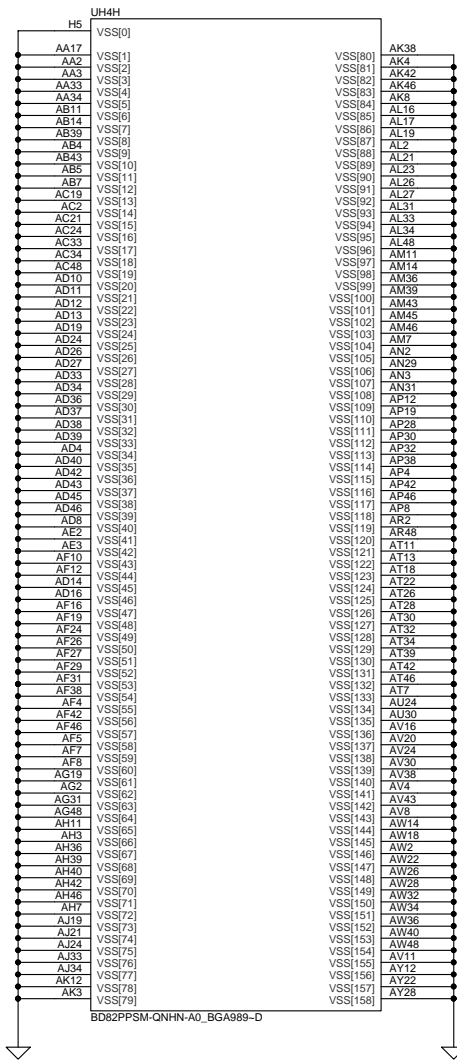 UH4H
H5 VSS[0]
AA17 VSS[1] VSS[80] AK38
AA2 VSS[2] VSS[81] AK4
AA3 VSS[3] VSS[82] AK42
AA33 VSS[4] VSS[83] AK46
AA34 VSS[5] VSS[84] AK8
AB11 VSS[6] VSS[85] AL16
AB14 VSS[7] VSS[86] AL17
AB39 VSS[8] VSS[87] AL19
AB4 VSS[9] VSS[88] AL2
AB43 VSS[10] VSS[89] AL21
AB5 VSS[11] VSS[90] AL23
AB7 VSS[12] VSS[91] AL26
AC19 VSS[13] VSS[92] AL27
AC2 VSS[14] VSS[93] AL31
AC21 VSS[15] VSS[94] AL33
AC24 VSS[16] VSS[95] AL34
AC33 VSS[17] VSS[96] AL48
AC34 VSS[18] VSS[97] AM11
AC48 VSS[19] VSS[98] AM14
AD10 VSS[20] VSS[99] AM36
AD11 VSS[21] VSS[100] AM39
AD12 VSS[22] VSS[101] AM43
AD13 VSS[23] VSS[102] AM45
AD19 VSS[24] VSS[103] AM46
AD24 VSS[25] VSS[104] AM7
AD26 VSS[26] VSS[105] AN2
AD27 VSS[27] VSS[106] AN29
AD33 VSS[28] VSS[107] AN3
AD34 VSS[29] VSS[108] AN31
AD36 VSS[30] VSS[109] AP12
AD37 VSS[31] VSS[110] AP19
AD38 VSS[32] VSS[111] AP28
AD39 VSS[33] VSS[112] AP30
AD4 VSS[34] VSS[113] AP32
AD40 VSS[35] VSS[114] AP38
AD42 VSS[36] VSS[115] AP4
AD43 VSS[37] VSS[116] AP42
AD45 VSS[38] VSS[117] AP46
AD46 VSS[39] VSS[118] AP8
AD8 VSS[40] VSS[119] AR2
AE2 VSS[41] VSS[120] AR48
AE3 VSS[42] VSS[121] AT11
AF10 VSS[43] VSS[122] AT13
AF12 VSS[44] VSS[123] AT18
AD14 VSS[45] VSS[124] AT22
AD16 VSS[46] VSS[125] AT26
AF16 VSS[47] VSS[126] AT28
AF19 VSS[48] VSS[127] AT30
AF24 VSS[49] VSS[128] AT32
AF26 VSS[50] VSS[129] AT34
AF27 VSS[51] VSS[130] AT39
AF29 VSS[52] VSS[131] AT42
AF31 VSS[53] VSS[132] AT46
AF38 VSS[54] VSS[133] AT7
AF4 VSS[55] VSS[134] AU24
AF42 VSS[56] VSS[135] AU30
AF46 VSS[57] VSS[136] AV16
AF5 VSS[58] VSS[137] AV20
AF7 VSS[59] VSS[138] AV24
AF8 VSS[60] VSS[139] AV30
AG19 VSS[61] VSS[140] AV38
AG2 VSS[62] VSS[141] AV4
AG31 VSS[63] VSS[142] AV43
AG48 VSS[64] VSS[143] AV8
AH11 VSS[65] VSS[144] AW14
AH3 VSS[66] VSS[145] AW18
AH36 VSS[67] VSS[146] AW2
AH39 VSS[68] VSS[147] AW22
AH40 VSS[69] VSS[148] AW26
AH42 VSS[70] VSS[149] AW28
AH46 VSS[71] VSS[150] AW32
AH7 VSS[72] VSS[151] AW34
AJ19 VSS[73] VSS[152] AW36
AJ21 VSS[74] VSS[153] AW40
AJ24 VSS[75] VSS[154] AW48
AJ33 VSS[76] VSS[155] AV11
AJ34 VSS[77] VSS[156] AY12
AK12 VSS[78] VSS[157] AY22
AK3 VSS[79] VSS[158] AY28
BD82PPSM-QNHN-A0_BGA989~D